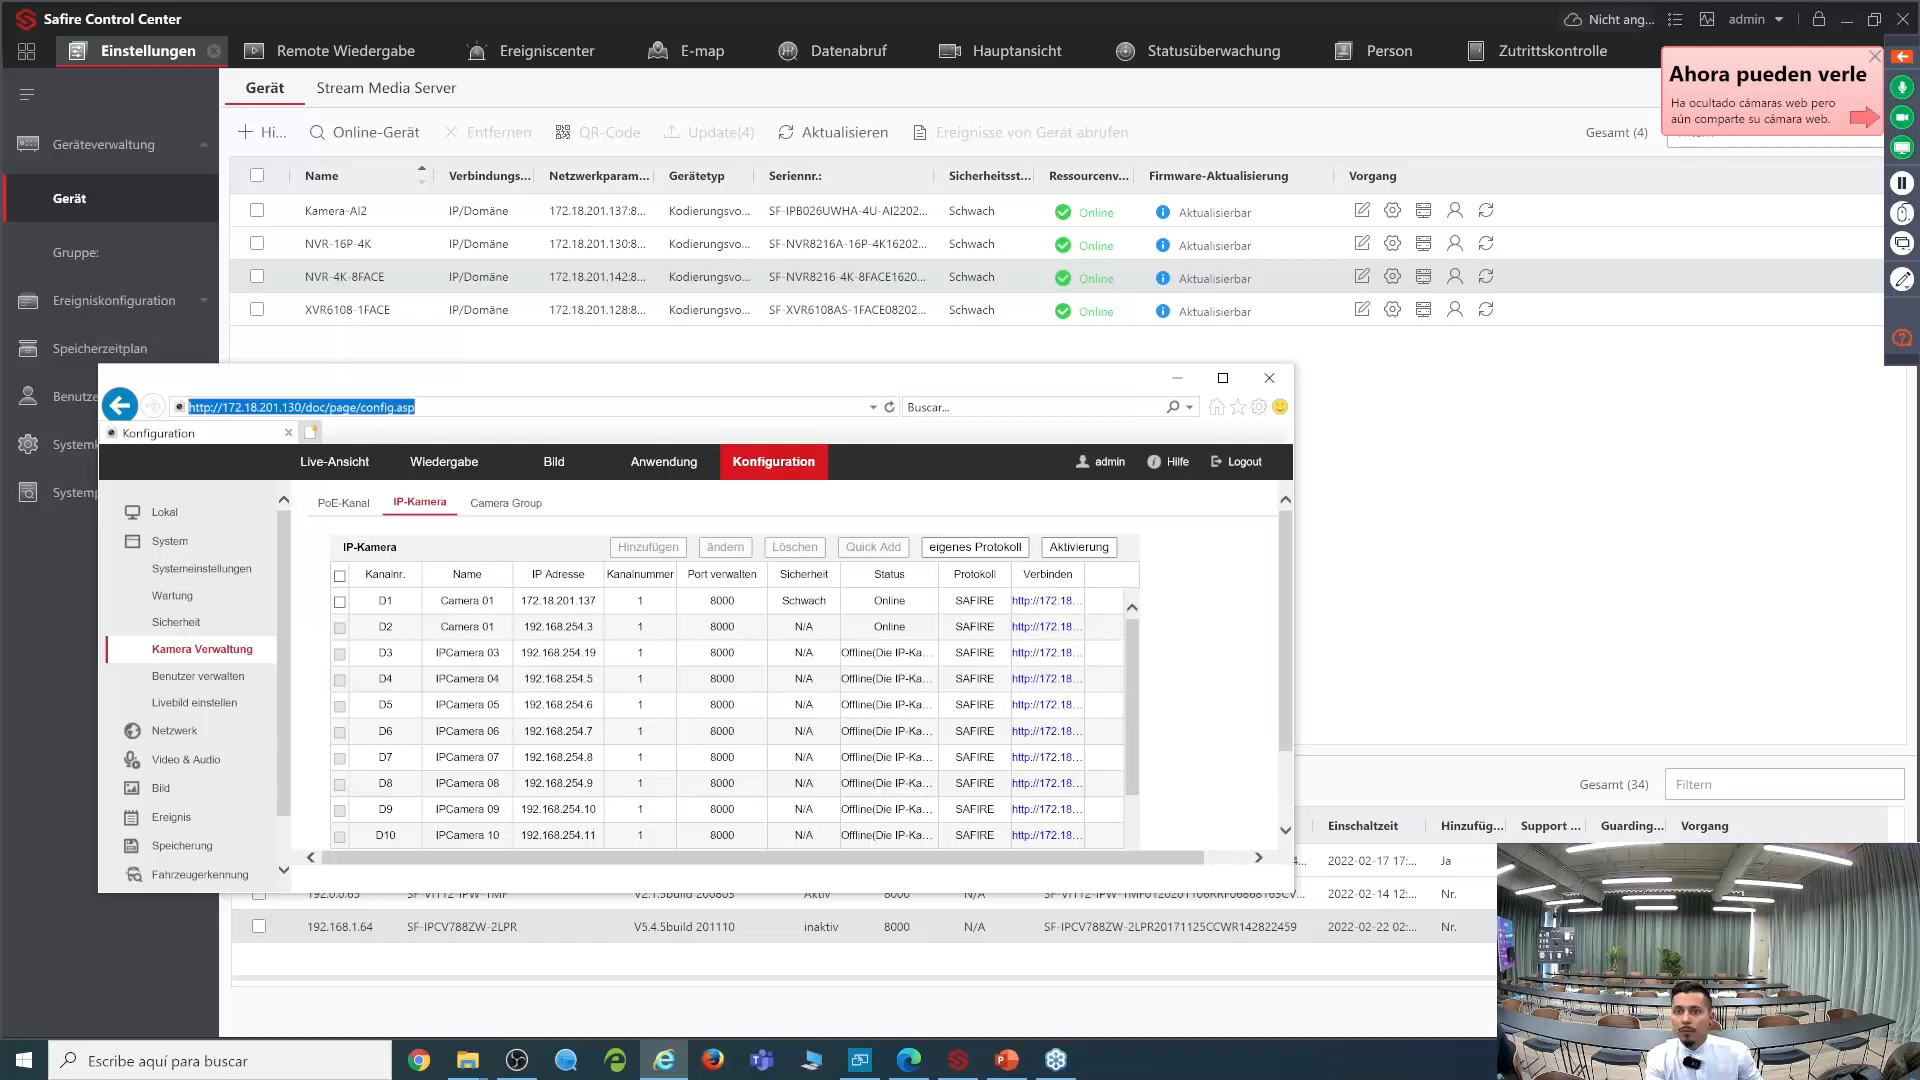 Safire Control Center
Nicht ang...
admin
Einstellungen
Remote Wiedergabe
Ereigniscenter
E-map
Datenabruf
Hauptansicht
Statusüberwachung
Person
Zutrittskontrolle
Gerät
Stream Media Server
Ahora pueden verle
Ha ocultado cámaras web pero
aún comparte su cámara web.
Hi...
Online-Gerät
Entfernen
QR-Code
Update(4)
Aktualisieren
Ereignisse von Gerät abrufen
Gesamt (4)
Geräteverwaltung
Gerät
Gruppe:
Ereigniskonfiguration
Speicherzeitplan
Benutze
Systemk
Systemp
Name Verbindungs... Netzwerkparam... Gerätetyp Seriennr.: Sicherheitsst... Ressourcenv... Firmware-Aktualisierung Vorgang
Kamera-AI2 IP/Domäne 172.18.201.137:8... Kodierungsvo... SF-IPB026UWHA-4U-AI2202... Schwach Online Aktualisierbar
NVR-16P-4K IP/Domäne 172.18.201.130:8... Kodierungsvo... SF-NVR8216A-16P-4K16202... Schwach Online Aktualisierbar
NVR-4K-8FACE IP/Domäne 172.18.201.142:8... Kodierungsvo... SF-NVR8216-4K-8FACE1620... Schwach Online Aktualisierbar
XVR6108-1FACE IP/Domäne 172.18.201.128:8... Kodierungsvo... SF-XVR6108AS-1FACE08202... Schwach Online Aktualisierbar
http://172.18.201.130/doc/page/config.asp
Buscar...
Konfiguration
Live-Ansicht Wiedergabe Bild Anwendung Konfiguration admin Hilfe Logout
Lokal
System
Systemeinstellungen
Wartung
Sicherheit
Kamera Verwaltung
Benutzer verwalten
Livebild einstellen
Netzwerk
Video & Audio
Bild
Ereignis
Speicherung
Fahrzeugerkennung
PoE-Kanal IP-Kamera Camera Group
IP-Kamera Hinzufügen ändern Löschen Quick Add eigenes Protokoll Aktivierung
Kanalnr. Name IP Adresse Kanalnummer Port verwalten Sicherheit Status Protokoll Verbinden
D1 Camera 01 172.18.201.137 1 8000 Schwach Online SAFIRE http://172.18...
D2 Camera 01 192.168.254.3 1 8000 N/A Online SAFIRE http://172.18...
D3 IPCamera 03 192.168.254.19 1 8000 N/A Offline(Die IP-Ka... SAFIRE http://172.18...
D4 IPCamera 04 192.168.254.5 1 8000 N/A Offline(Die IP-Ka... SAFIRE http://172.18...
D5 IPCamera 05 192.168.254.6 1 8000 N/A Offline(Die IP-Ka... SAFIRE http://172.18...
D6 IPCamera 06 192.168.254.7 1 8000 N/A Offline(Die IP-Ka... SAFIRE http://172.18...
D7 IPCamera 07 192.168.254.8 1 8000 N/A Offline(Die IP-Ka... SAFIRE http://172.18...
D8 IPCamera 08 192.168.254.9 1 8000 N/A Offline(Die IP-Ka... SAFIRE http://172.18...
D9 IPCamera 09 192.168.254.10 1 8000 N/A Offline(Die IP-Ka... SAFIRE http://172.18...
D10 IPCamera 10 192.168.254.11 1 8000 N/A Offline(Die IP-Ka... SAFIRE http://172.18...
Gesamt (34)
Filtern
Einschaltzeit Hinzufüg... Support ... Guarding... Vorgang
2022-02-17 17:... Ja
2022-02-14 12:... Nr.
192.168.1.64 SF-IPCV788ZW-2LPR V5.4.5build 201110 inaktiv 8000 N/A SF-IPCV788ZW-2LPR20171125CCWR142822459 2022-02-22 02:... Nr.
Escribe aquí para buscar